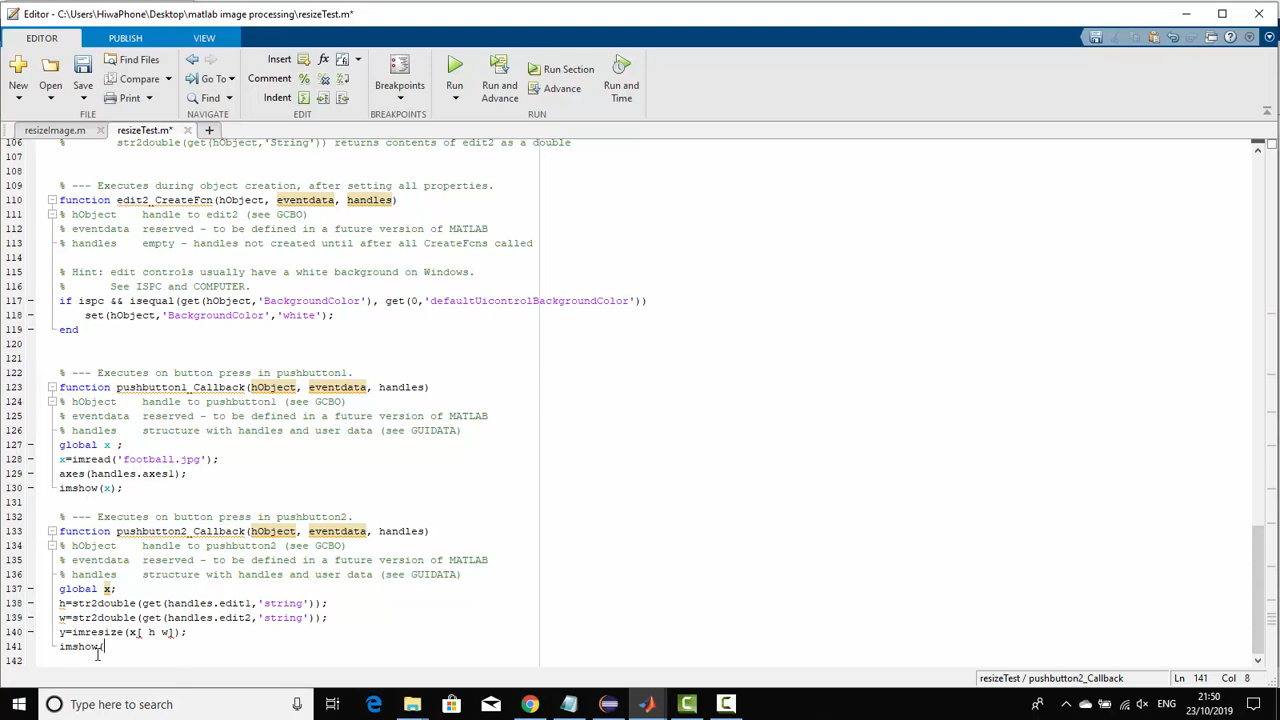 Editor - C:\Users\HiwaPhone\Desktop\matlab image processing\resizeTest.m*
EDITOR PUBLISH VIEW
New Open Save Find Files Compare Print Go To Find Insert Comment Indent Breakpoints Run Run and Advance Run Section Advance Run and Time
FILE NAVIGATE EDIT BREAKPOINTS RUN
resizeImage.m resizeTest.m*
106 % str2double(get(hObject,'String')) returns contents of edit2 as a double
107
108
109 % --- Executes during object creation, after setting all properties.
110 function edit2_CreateFcn(hObject, eventdata, handles)
111 % hObject handle to edit2 (see GCBO)
112 % eventdata reserved - to be defined in a future version of MATLAB
113 % handles empty - handles not created until after all CreateFcns called
114
115 % Hint: edit controls usually have a white background on Windows.
116 % See ISPC and COMPUTER.
117 if ispc && isequal(get(hObject,'BackgroundColor'), get(0,'defaultUicontrolBackgroundColor'))
118 set(hObject,'BackgroundColor','white');
119 end
120
121
122 % --- Executes on button press in pushbutton1.
123 function pushbutton1_Callback(hObject, eventdata, handles)
124 % hObject handle to pushbutton1 (see GCBO)
125 % eventdata reserved - to be defined in a future version of MATLAB
126 % handles structure with handles and user data (see GUIDATA)
127 global x ;
128 x=imread('football.jpg');
129 axes(handles.axes1);
130 imshow(x);
131
132 % --- Executes on button press in pushbutton2.
133 function pushbutton2_Callback(hObject, eventdata, handles)
134 % hObject handle to pushbutton2 (see GCBO)
135 % eventdata reserved - to be defined in a future version of MATLAB
136 % handles structure with handles and user data (see GUIDATA)
137 global x;
138 h=str2double(get(handles.edit1,'string'));
139 w=str2double(get(handles.edit2,'string'));
140 y=imresize(x[ h w]);
141 imshow(
142
resizeTest / pushbutton2_Callback Ln 141 Col 8
Type here to search
ENG
21:50
23/10/2019